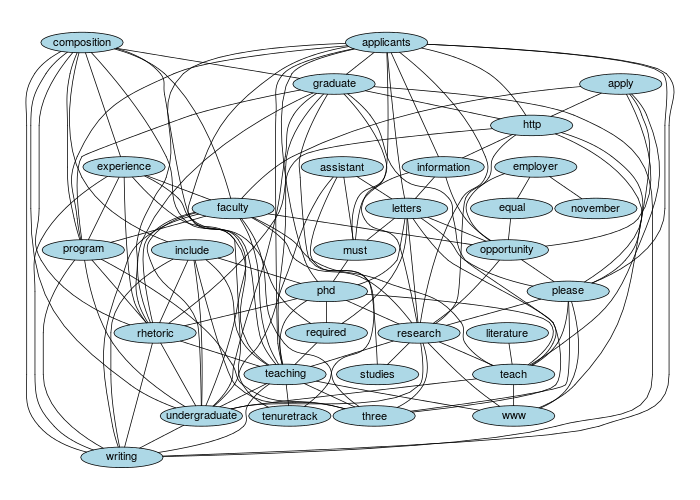 composition applicants
graduate apply
http
experience assistant information employer
faculty letters equal november
program include must opportunity
phd please
rhetoric required research literature
teaching studies teach
undergraduate tenuretrack three www
writing